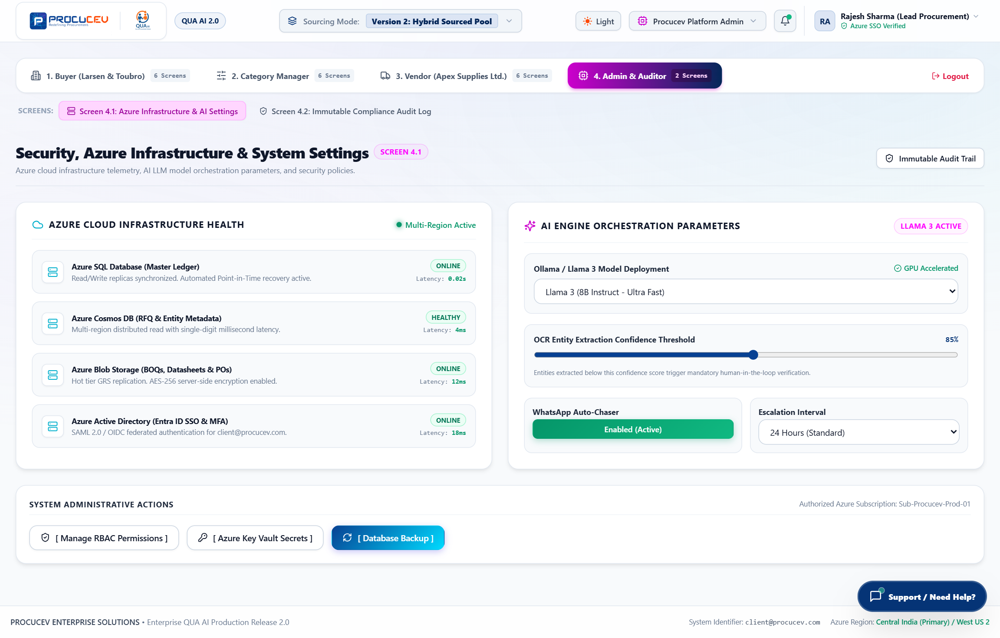 PROCUCEV
Redefining Procurement
QUA AI
QUA AI 2.0
Sourcing Mode: Version 2: Hybrid Sourced Pool
Light
Procucev Platform Admin
RA
Rajesh Sharma (Lead Procurement)
Azure SSO Verified
1. Buyer (Larsen & Toubro) 6 Screens
2. Category Manager 6 Screens
3. Vendor (Apex Supplies Ltd.) 6 Screens
4. Admin & Auditor 2 Screens
Logout
SCREENS: Screen 4.1: Azure Infrastructure & AI Settings
Screen 4.2: Immutable Compliance Audit Log
Security, Azure Infrastructure & System Settings SCREEN 4.1
Azure cloud infrastructure telemetry, AI LLM model orchestration parameters, and security policies.
Immutable Audit Trail
AZURE CLOUD INFRASTRUCTURE HEALTH
Multi-Region Active
Azure SQL Database (Master Ledger)
Read/Write replicas synchronized. Automated Point-in-Time recovery active.
ONLINE
Latency: 0.02s
Azure Cosmos DB (RFQ & Entity Metadata)
Multi-region distributed read with single-digit millisecond latency.
HEALTHY
Latency: 4ms
Azure Blob Storage (BOQs, Datasheets & POs)
Hot tier GRS replication. AES-256 server-side encryption enabled.
ONLINE
Latency: 12ms
Azure Active Directory (Entra ID SSO & MFA)
SAML 2.0 / OIDC federated authentication for client@procucev.com.
ONLINE
Latency: 18ms
AI ENGINE ORCHESTRATION PARAMETERS
LLAMA 3 ACTIVE
Ollama / Llama 3 Model Deployment
GPU Accelerated
Llama 3 (8B Instruct - Ultra Fast)
OCR Entity Extraction Confidence Threshold
85%
Entities extracted below this confidence score trigger mandatory human-in-the-loop verification.
WhatsApp Auto-Chaser
Enabled (Active)
Escalation Interval
24 Hours (Standard)
SYSTEM ADMINISTRATIVE ACTIONS
Authorized Azure Subscription: Sub-Procucev-Prod-01
[ Manage RBAC Permissions ]
[ Azure Key Vault Secrets ]
[ Database Backup ]
Support / Need Help?
PROCUCEV ENTERPRISE SOLUTIONS • Enterprise QUA AI Production Release 2.0
System Identifier: client@procucev.com
Azure Region: Central India (Primary) / West US 2